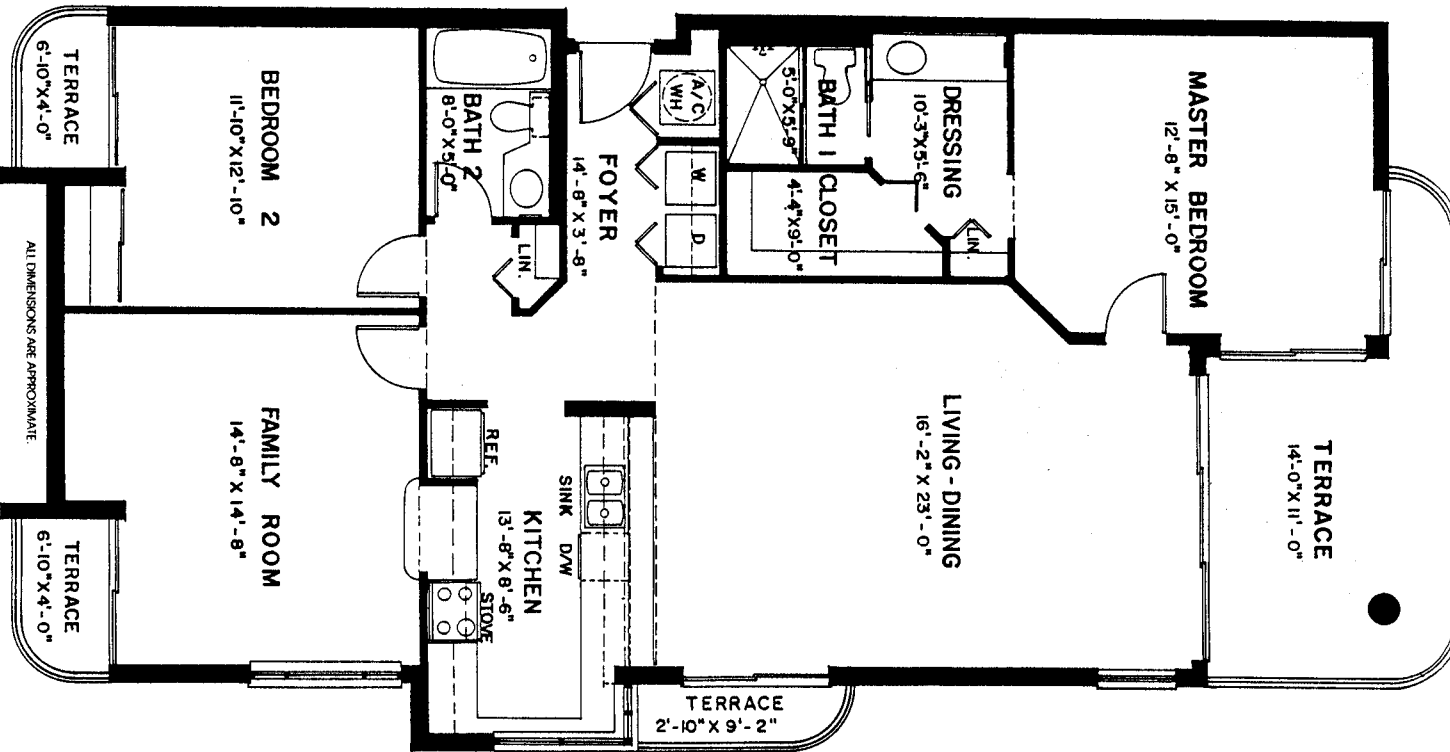 TERRACE
6'-10"X4'-0"
BEDROOM 2
11'-10"X12'-10"
BATH 2
8'-0"X5'-0"
LIN.
FOYER
14'-8"X3'-8"
A/C
WH
W
D
BATH 1
5'-0"X5'-9"
CLOSET
4'-4"X9'-0"
DRESSING
10'-3"X5'-6"
LIN.
MASTER BEDROOM
12'-8" X 15'-0"
ALL DIMENSIONS ARE APPROXIMATE.
FAMILY ROOM
14'-8" X 14'-8"
TERRACE
6'-10"X4'-0"
REF.
SINK D/W
KITCHEN
13'-8"X8'-6"
STOVE
LIVING - DINING
16'-2" X 23'-0"
TERRACE
14'-0"X11'-0"
TERRACE
2'-10"X 9'-2"